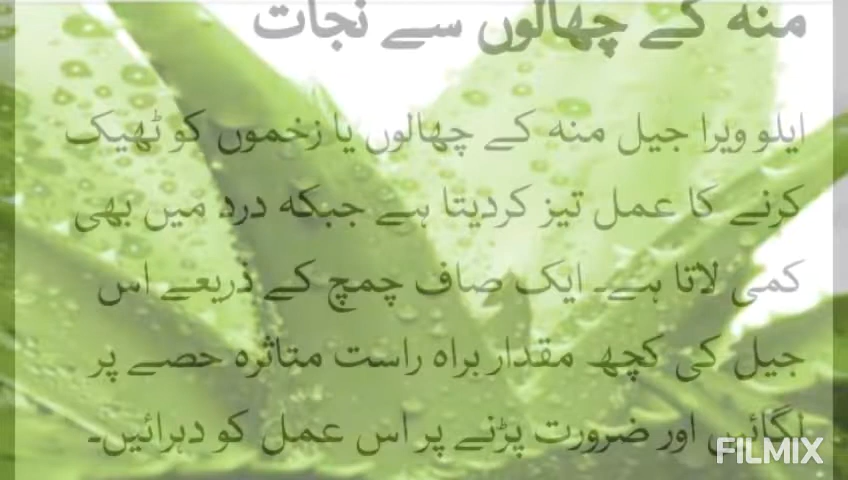 منہ کے چھالوں سے نجات
ایلو ویرا جیل منہ کے چھالوں یا زخموں کو ٹھیک
کرنے کا عمل تیز کردیتا ہے جبکہ درد میں بھی
کمی لاتا ہے۔ ایک صاف چمچ کے ذریعے اس
جیل کی کچھ مقدار براہ راست متاثرہ حصے پر
لگائیں اور ضرورت پڑنے پر اس عمل کو دہرائیں۔
FILMIX